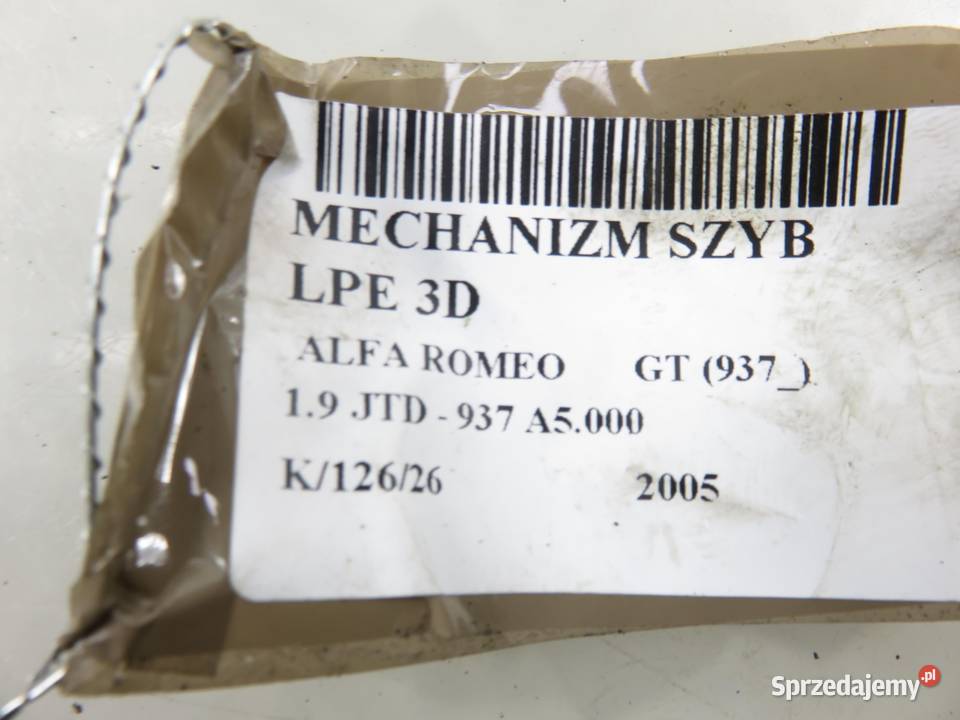 MECHANIZM SZYB
LPE 3D
ALFA ROMEO GT (937_)
1.9 JTD - 937 A5.000
K/126/26 2005
Sprzedajemy.pl